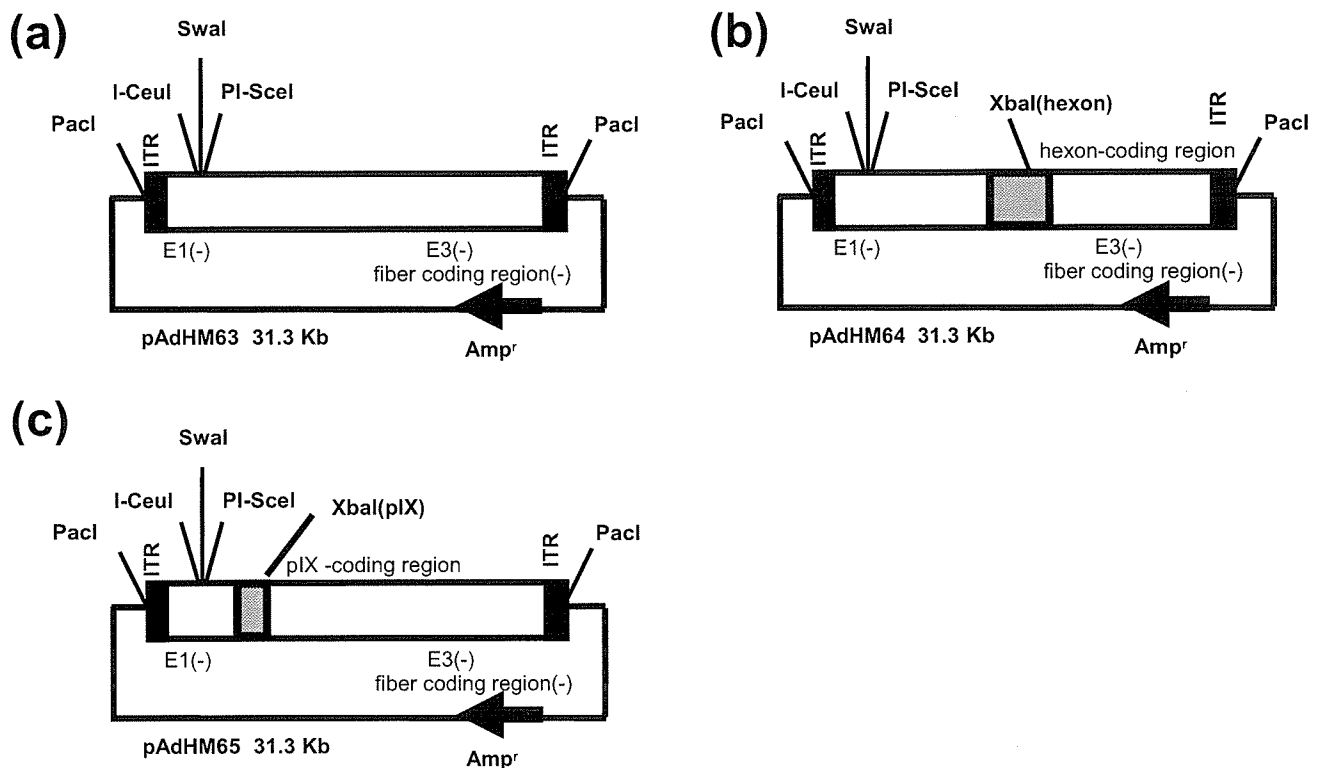 (a)
SwaI
I-CeuI
PI-SceI
PacI
PacI
ITR
ITR
E1(-)
E3(-)
fiber coding region(-)
pAdHM63 31.3 Kb
Ampr
(b)
SwaI
I-CeuI
PI-SceI
XbaI(hexon)
PacI
PacI
ITR
ITR
hexon-coding region
E1(-)
E3(-)
fiber coding region(-)
pAdHM64 31.3 Kb
Ampr
(c)
SwaI
I-CeuI
PI-SceI
XbaI(pIX)
PacI
PacI
ITR
ITR
pIX -coding region
E1(-)
E3(-)
fiber coding region(-)
pAdHM65 31.3 Kb
Ampr